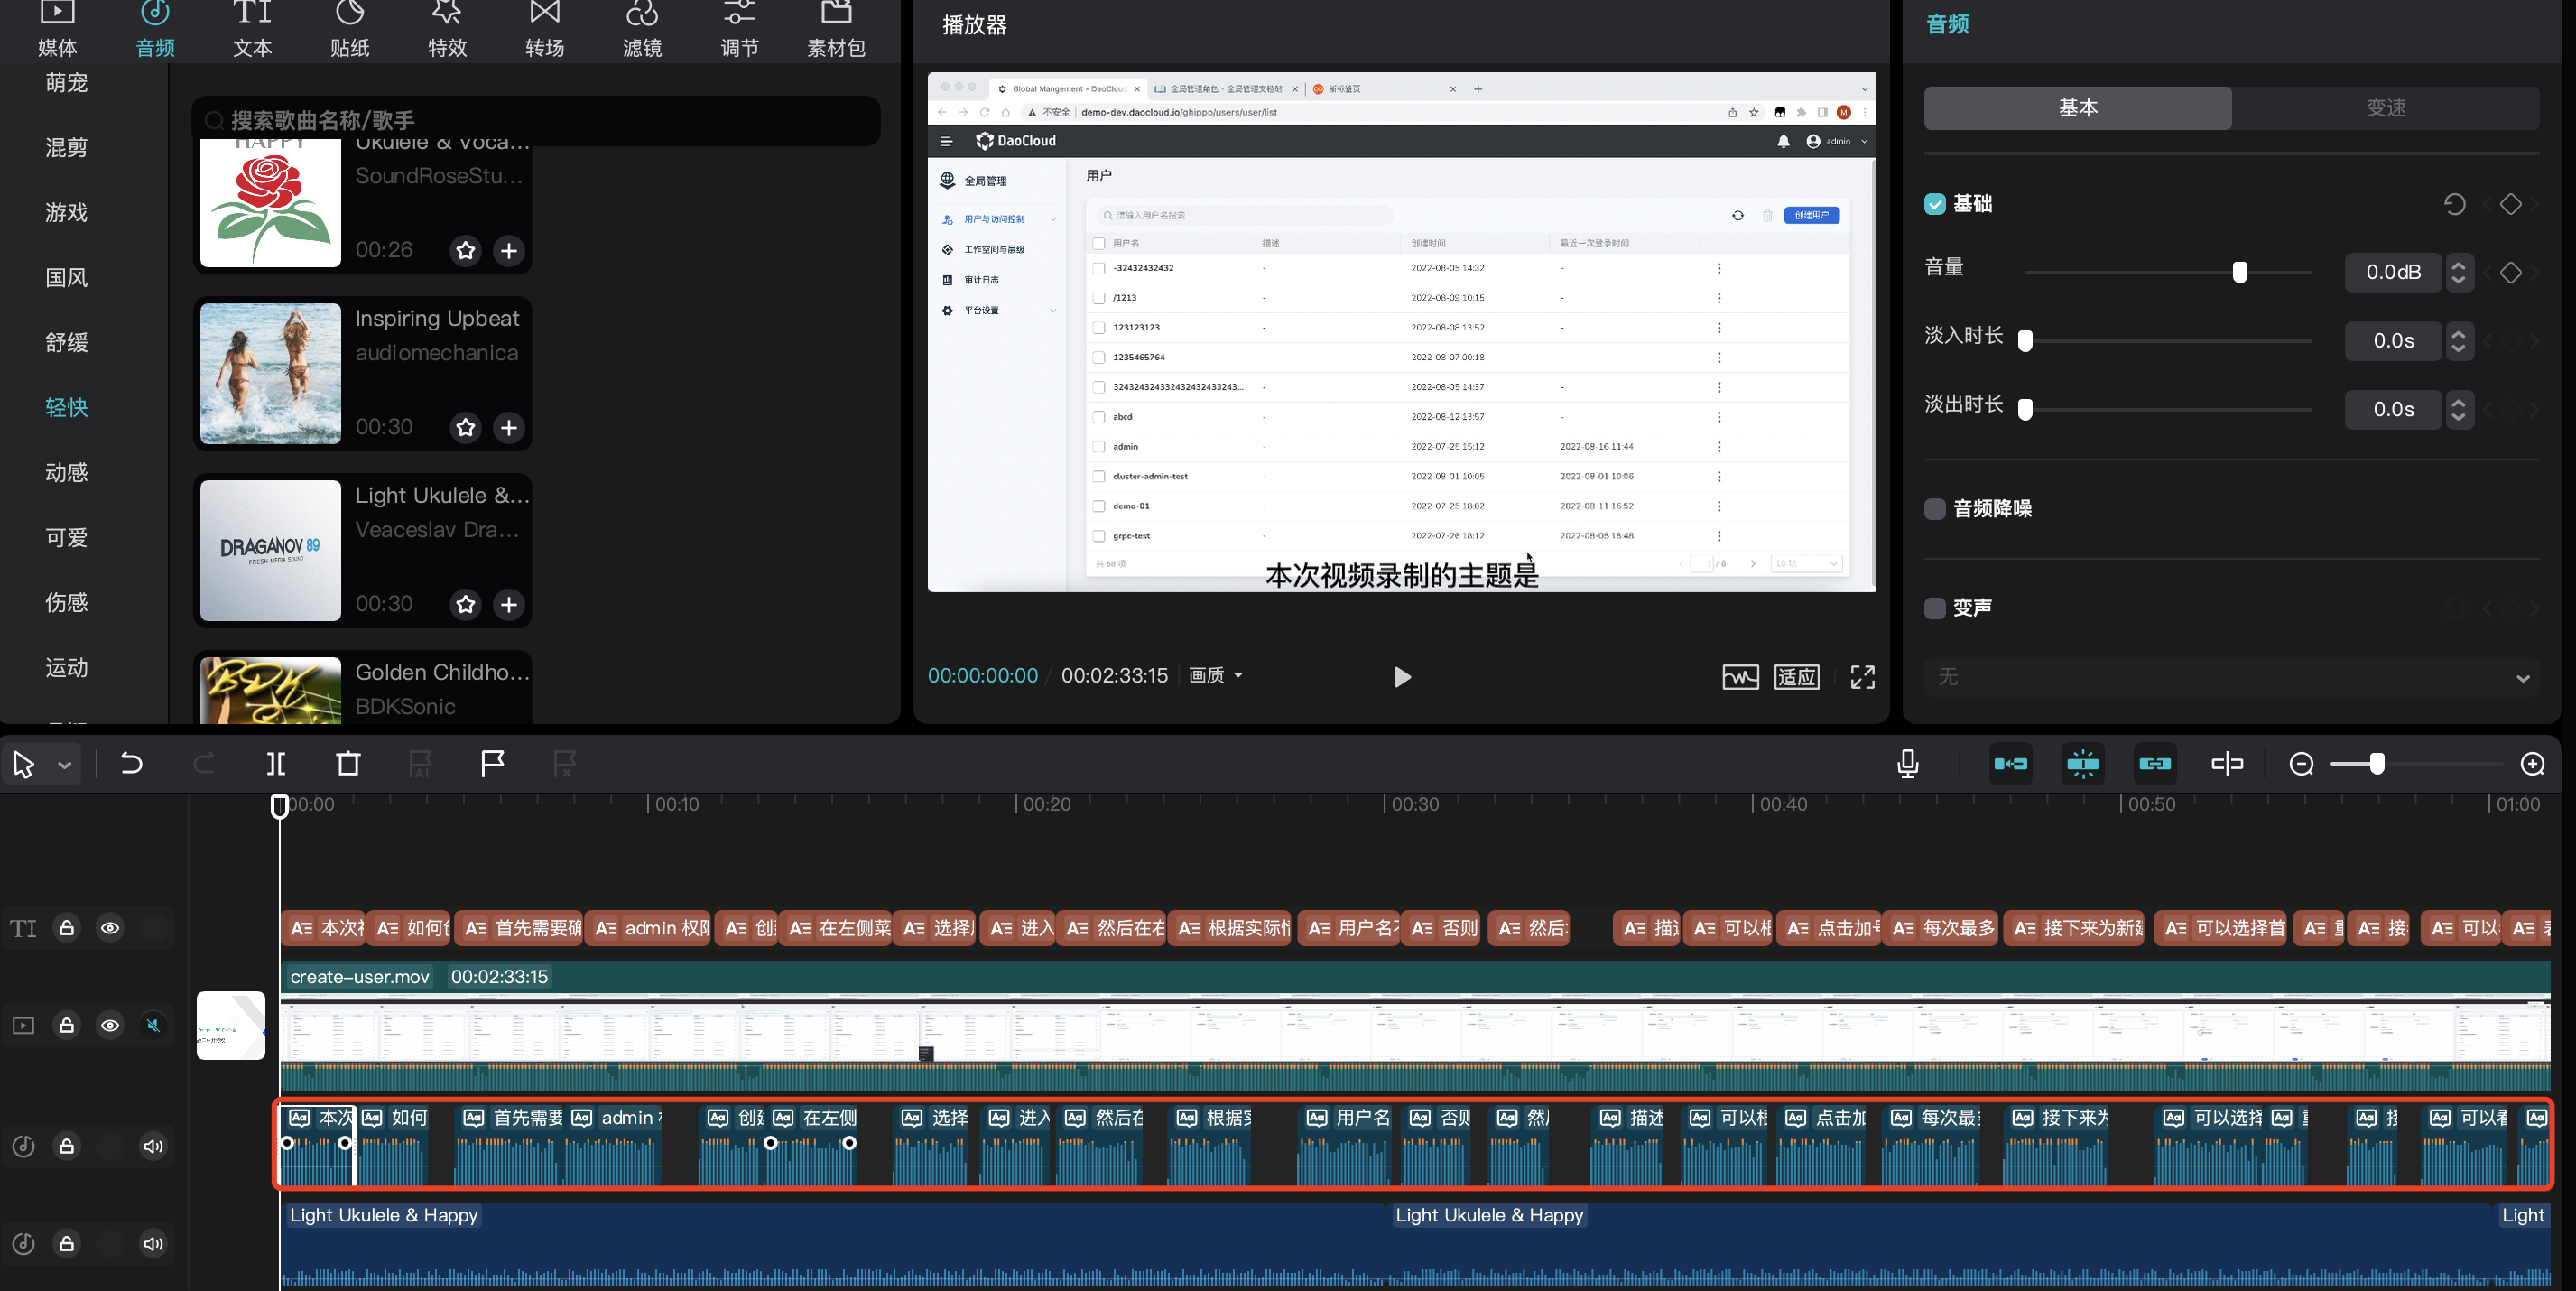 媒体 音频 文本 贴纸 特效 转场 滤镜 调节 素材包
萌宠
混剪
游戏
国风
舒缓
轻快
动感
可爱
伤感
运动
搜索歌曲名称/歌手
HAPPY
Ukulele & Voca...
SoundRoseStu...
00:26
Inspiring Upbeat
audiomechanica
00:30
DRAGANOV 89
FRESH MEDIA SOUND
Light Ukulele &...
Veaceslav Dra...
00:30
BDK
Golden Childho...
BDKSonic
播放器
Global Mangement - DaoCloud 全局管理角色 - 全局管理文档站 新标签页
不安全 demo-dev.daocloud.io/ghippo/users/user/list M
DaoCloud admin
全局管理
用户与访问控制
工作空间与层级
审计日志
平台设置
用户
请输入用户名搜索 创建用户
用户名 描述 创建时间 最近一次登录时间
-32432432432 - 2022-08-05 14:32 -
/1213 - 2022-08-09 10:15 -
123123123 - 2022-08-08 13:52 -
1235465764 - 2022-08-07 00:18 -
324324324332432432433243... - 2022-08-05 14:37 -
abcd - 2022-08-12 13:57 -
admin - 2022-07-25 15:12 2022-08-16 11:44
cluster-admin-test - 2022-08-01 10:05 2022-08-01 10:06
demo-01 - 2022-07-25 18:02 2022-08-11 16:52
grpc-test - 2022-07-26 18:12 2022-08-05 15:48
共 58 项 1 / 6 10 项
本次视频录制的主题是
00:00:00:00 / 00:02:33:15 画质 适应
音频
基本 变速
基础
音量 0.0dB
淡入时长 0.0s
淡出时长 0.0s
音频降噪
变声
无
00:00 00:10 00:20 00:30 00:40 00:50 01:00
TI 本次 如何 首先需要确 admin 权限 创 在左侧菜 选择 进入 然后在右 根据实际情 用户名 否则 然后 描 可以 点击加 每次最多 接下来为新建 可以选择首 接 可以
create-user.mov 00:02:33:15
本次 如何 首先需要 admin 创 在左侧 选择 进入 然后在 根据 用户名 否则 然 描述 可以 点击加 每次最 接下来为 可以选择 可以
Light Ukulele & Happy Light Ukulele & Happy Light